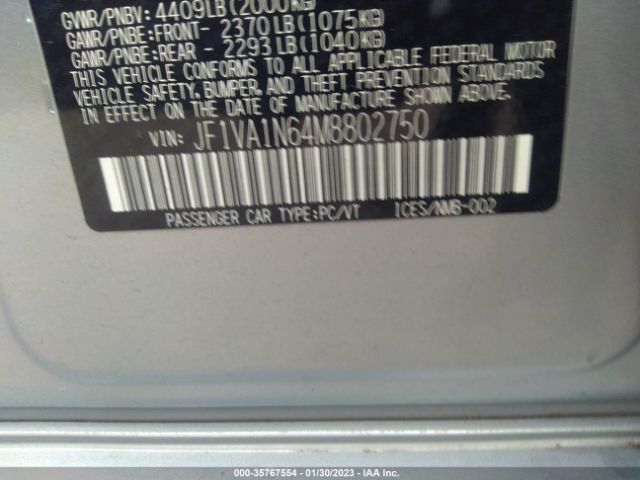 GVWR/PNBV: 4409LB(2000KG)
GAWR/PNBE:FRONT- 2370LB(1075KG)
GAWR/PNBE:REAR - 2293LB(1040KG)
THIS VEHICLE CONFORMS TO ALL APPLICABLE FEDERAL MOTOR
VEHICLE SAFETY, BUMPER, AND THEFT PREVENTION STANDARDS
IN EFFECT ON THE DATE OF MANUFACTURE SHOWN ABOVE.
VIN: JF1VA1N64M8802750
PASSENGER CAR TYPE:PC/VT ICES/NMB-002
000-35767554 - 01/30/2023 - IAA Inc.